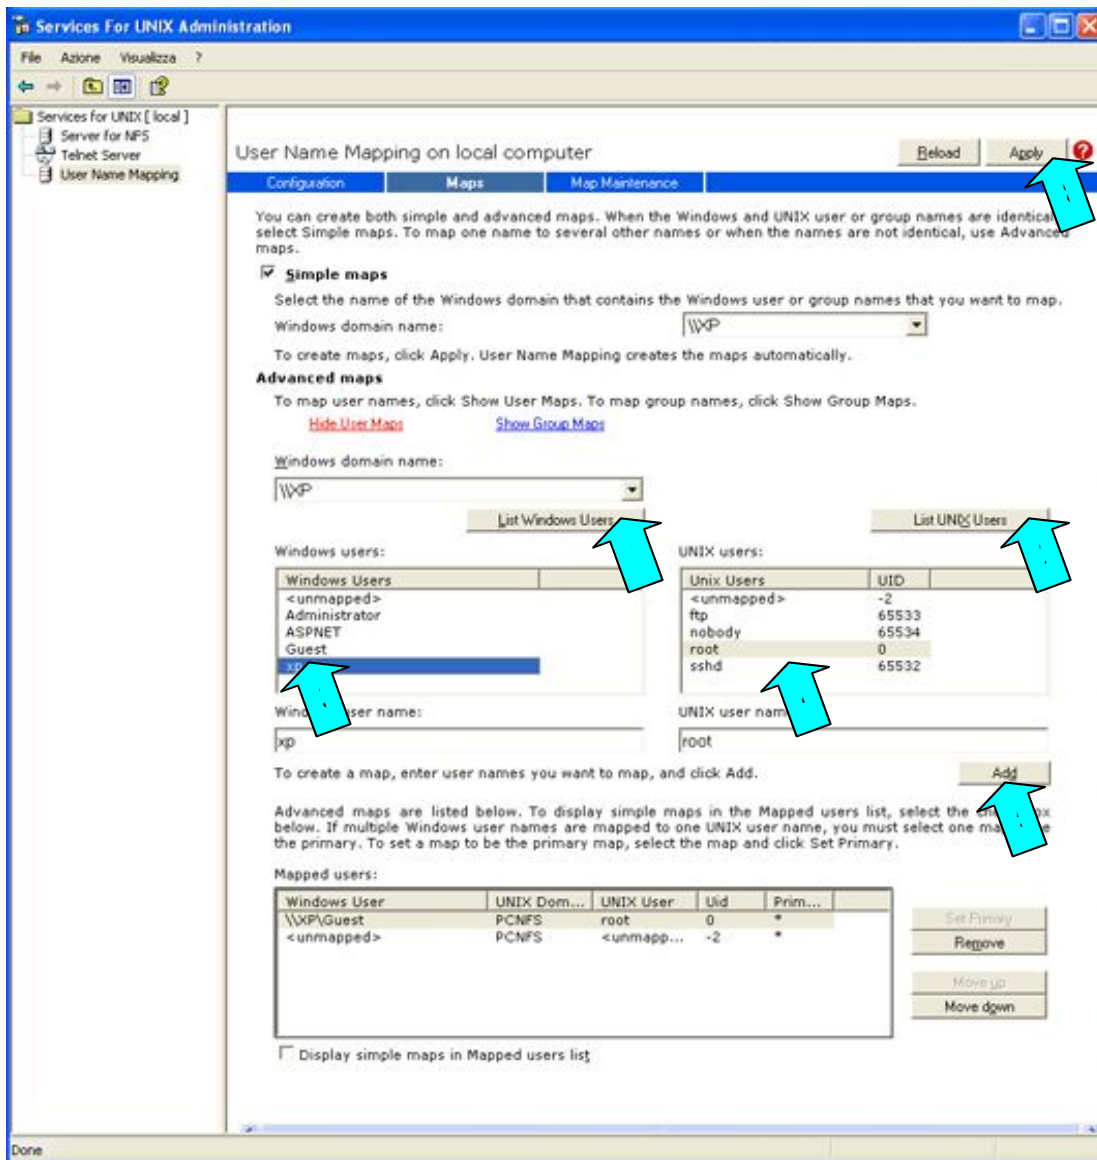 Services For UNIX Administration
File Azione Visualizza ?
Services for UNIX [ local ]
Server for NFS
Telnet Server
User Name Mapping
User Name Mapping on local computer
Reload Apply ?
Configuration Maps Map Maintenance
You can create both simple and advanced maps. When the Windows and UNIX user or group names are identical
select Simple maps. To map one name to several other names or when the names are not identical, use Advanced
maps.
Simple maps
Select the name of the Windows domain that contains the Windows user or group names that you want to map.
Windows domain name: \\XP
To create maps, click Apply. User Name Mapping creates the maps automatically.
Advanced maps
To map user names, click Show User Maps. To map group names, click Show Group Maps.
Hide User Maps Show Group Maps
Windows domain name:
\\XP
List Windows Users List UNIX Users
Windows users: UNIX users:
Windows Users Unix Users UID
<unmapped> <unmapped> -2
Administrator ftp 65533
ASPNET nobody 65534
Guest root 0
xp sshd 65532
user name: UNIX user nam
xp root
To create a map, enter user names you want to map, and click Add. Add
Advanced maps are listed below. To display simple maps in the Mapped users list, select the
below. If multiple Windows user names are mapped to one UNIX user name, you must select one
the primary. To set a map to be the primary map, select the map and click Set Primary.
Mapped users:
Windows User UNIX Dom... UNIX User Uid Prim...
\\XP\Guest PCNFS root 0 *
<unmapped> PCNFS <unmapp... -2 *
Set Primary
Remove
Move up
Move down
Display simple maps in Mapped users list
Done